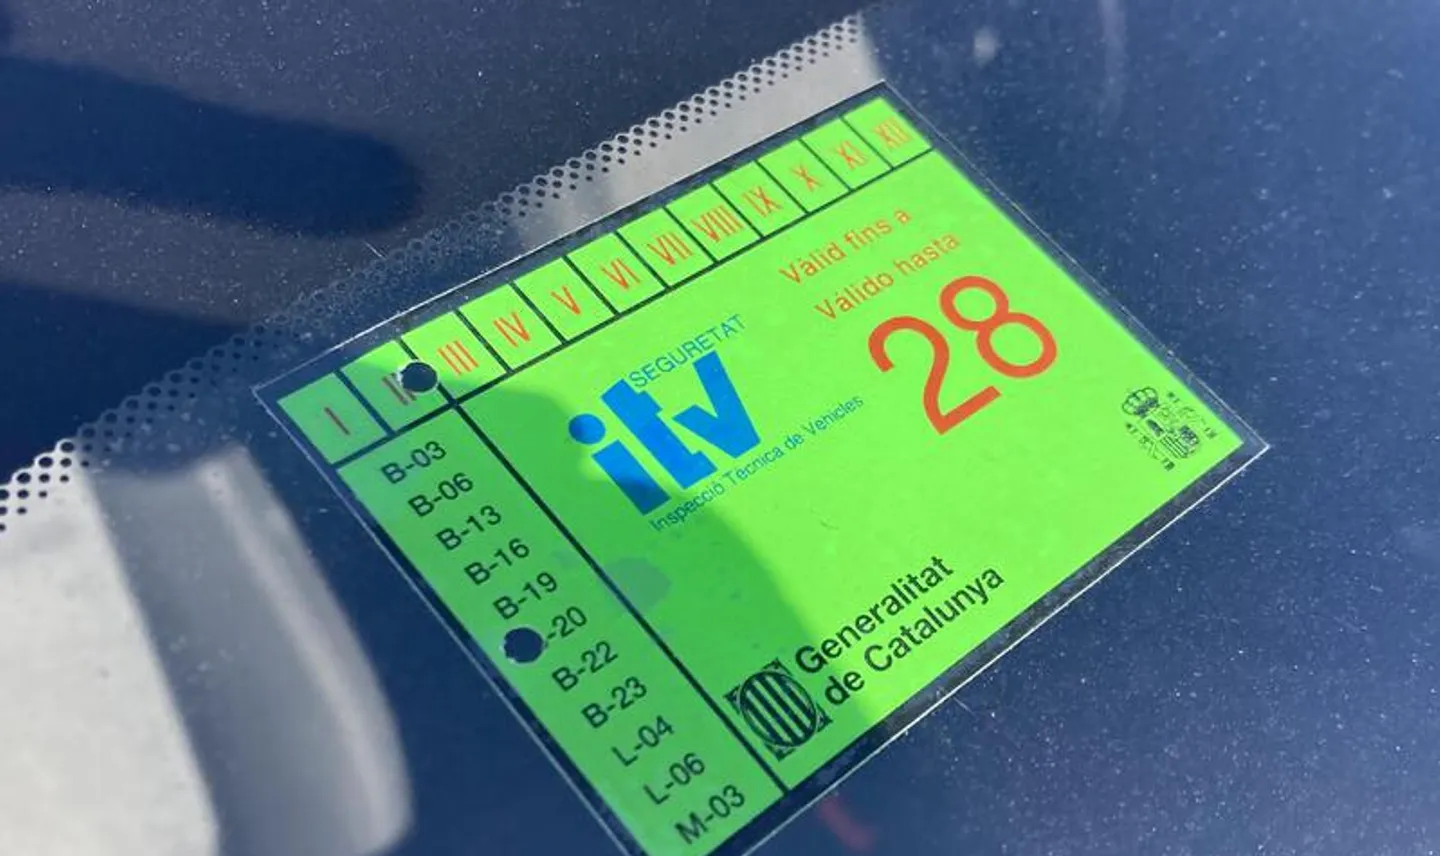 I II III IV V VI VII VIII IX X XI XII
Vàlid fins a
Válido hasta
28
SEGURETAT
itv
Inspecció Tècnica de Vehicles
B-03
B-06
B-13
B-16
B-19
-20
B-22
B-23
L-04
L-06
M-03
Generalitat
de Catalunya